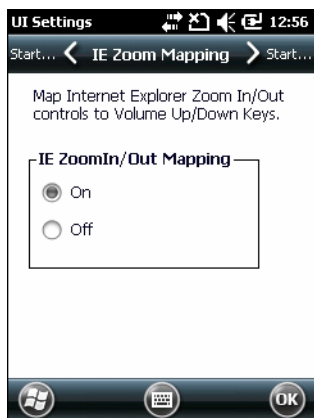 UI Settings 12:56
Start... IE Zoom Mapping Start...
Map Internet Explorer Zoom In/Out
controls to Volume Up/Down Keys.
IE ZoomIn/Out Mapping
On
Off
OK